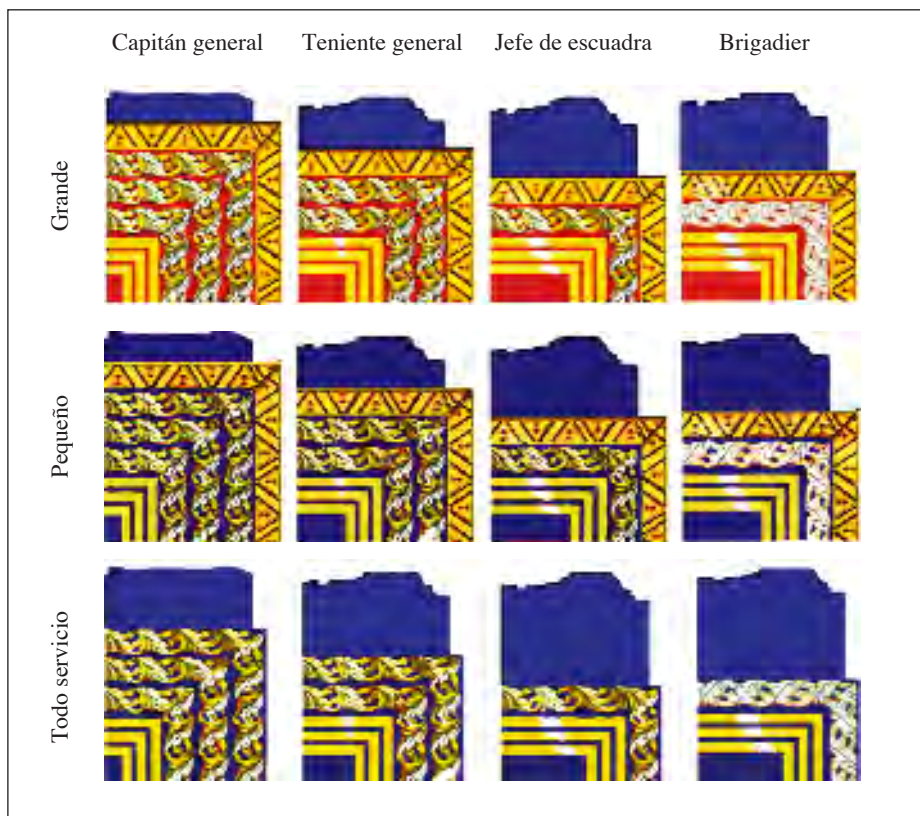 Capitán general Teniente general Jefe de escuadra Brigadier
Grande
Pequeño
Todo servicio